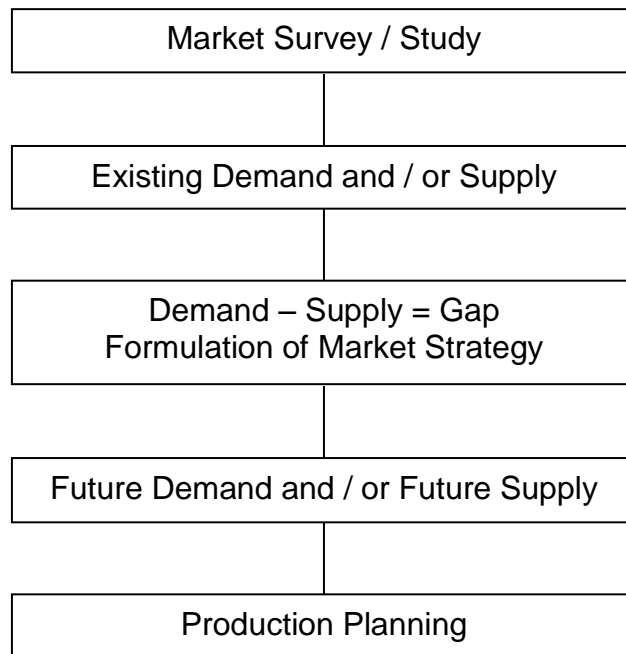 Market Survey / Study
Existing Demand and / or Supply
Demand – Supply = Gap
Formulation of Market Strategy
Future Demand and / or Future Supply
Production Planning